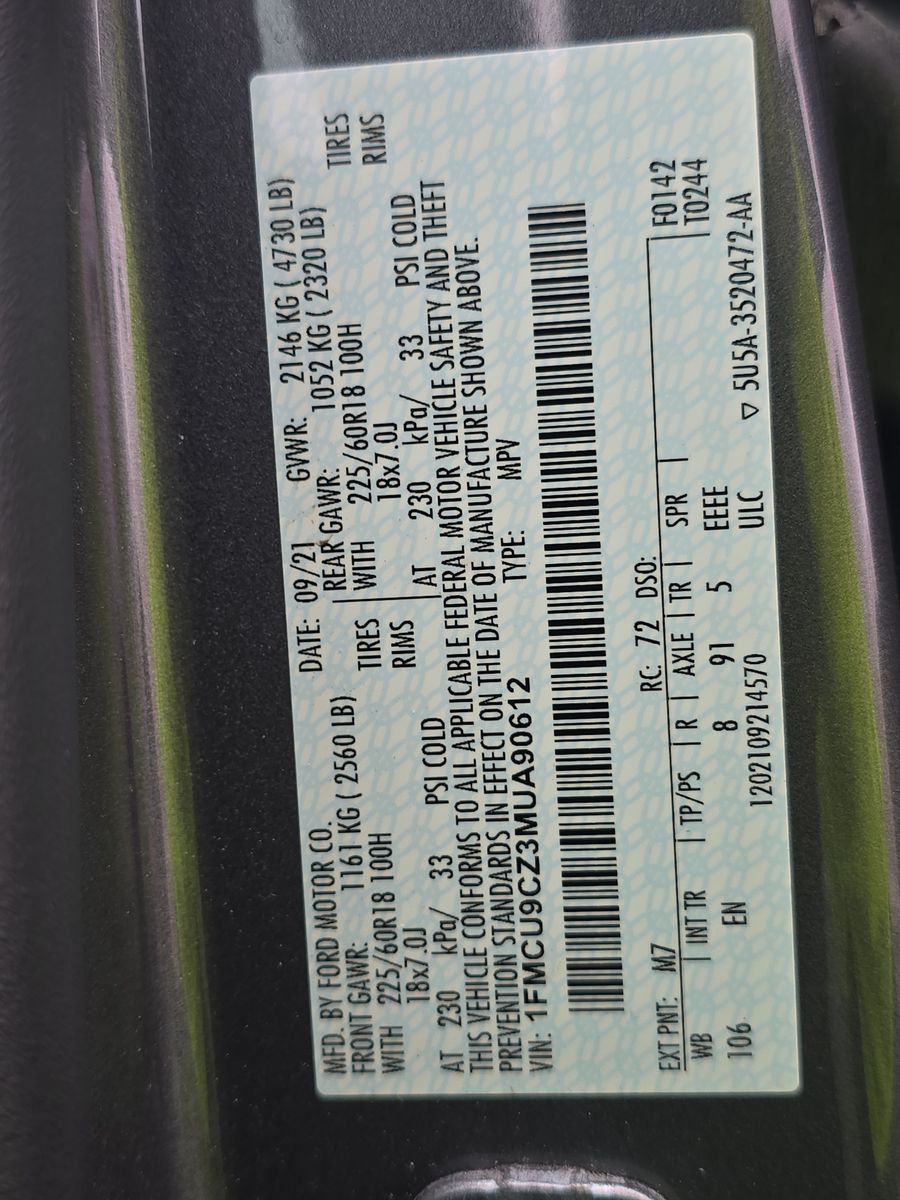 MFD. BY FORD MOTOR CO.
DATE: 09/21 GVWR: 2146 KG ( 4730 LB)
FRONT GAWR: 1161 KG ( 2560 LB) REAR GAWR: 1052 KG ( 2320 LB)
WITH 225/60R18 100H TIRES WITH 225/60R18 100H TIRES
18x7.0J RIMS 18x7.0J RIMS
AT 230 kPa/ 33 PSI COLD AT 230 kPa/ 33 PSI COLD
THIS VEHICLE CONFORMS TO ALL APPLICABLE FEDERAL MOTOR VEHICLE SAFETY AND THEFT
PREVENTION STANDARDS IN EFFECT ON THE DATE OF MANUFACTURE SHOWN ABOVE.
VIN: 1FMCU9CZ3MUA90612 TYPE: MPV
EXT PNT: M7 RC: 72 DSO: F0142
WB INT TR TP/PS R AXLE TR SPR T0244
106 EN 8 91 5 EEEE
1202109214570 ULC
▽ 5U5A-3520472-AA